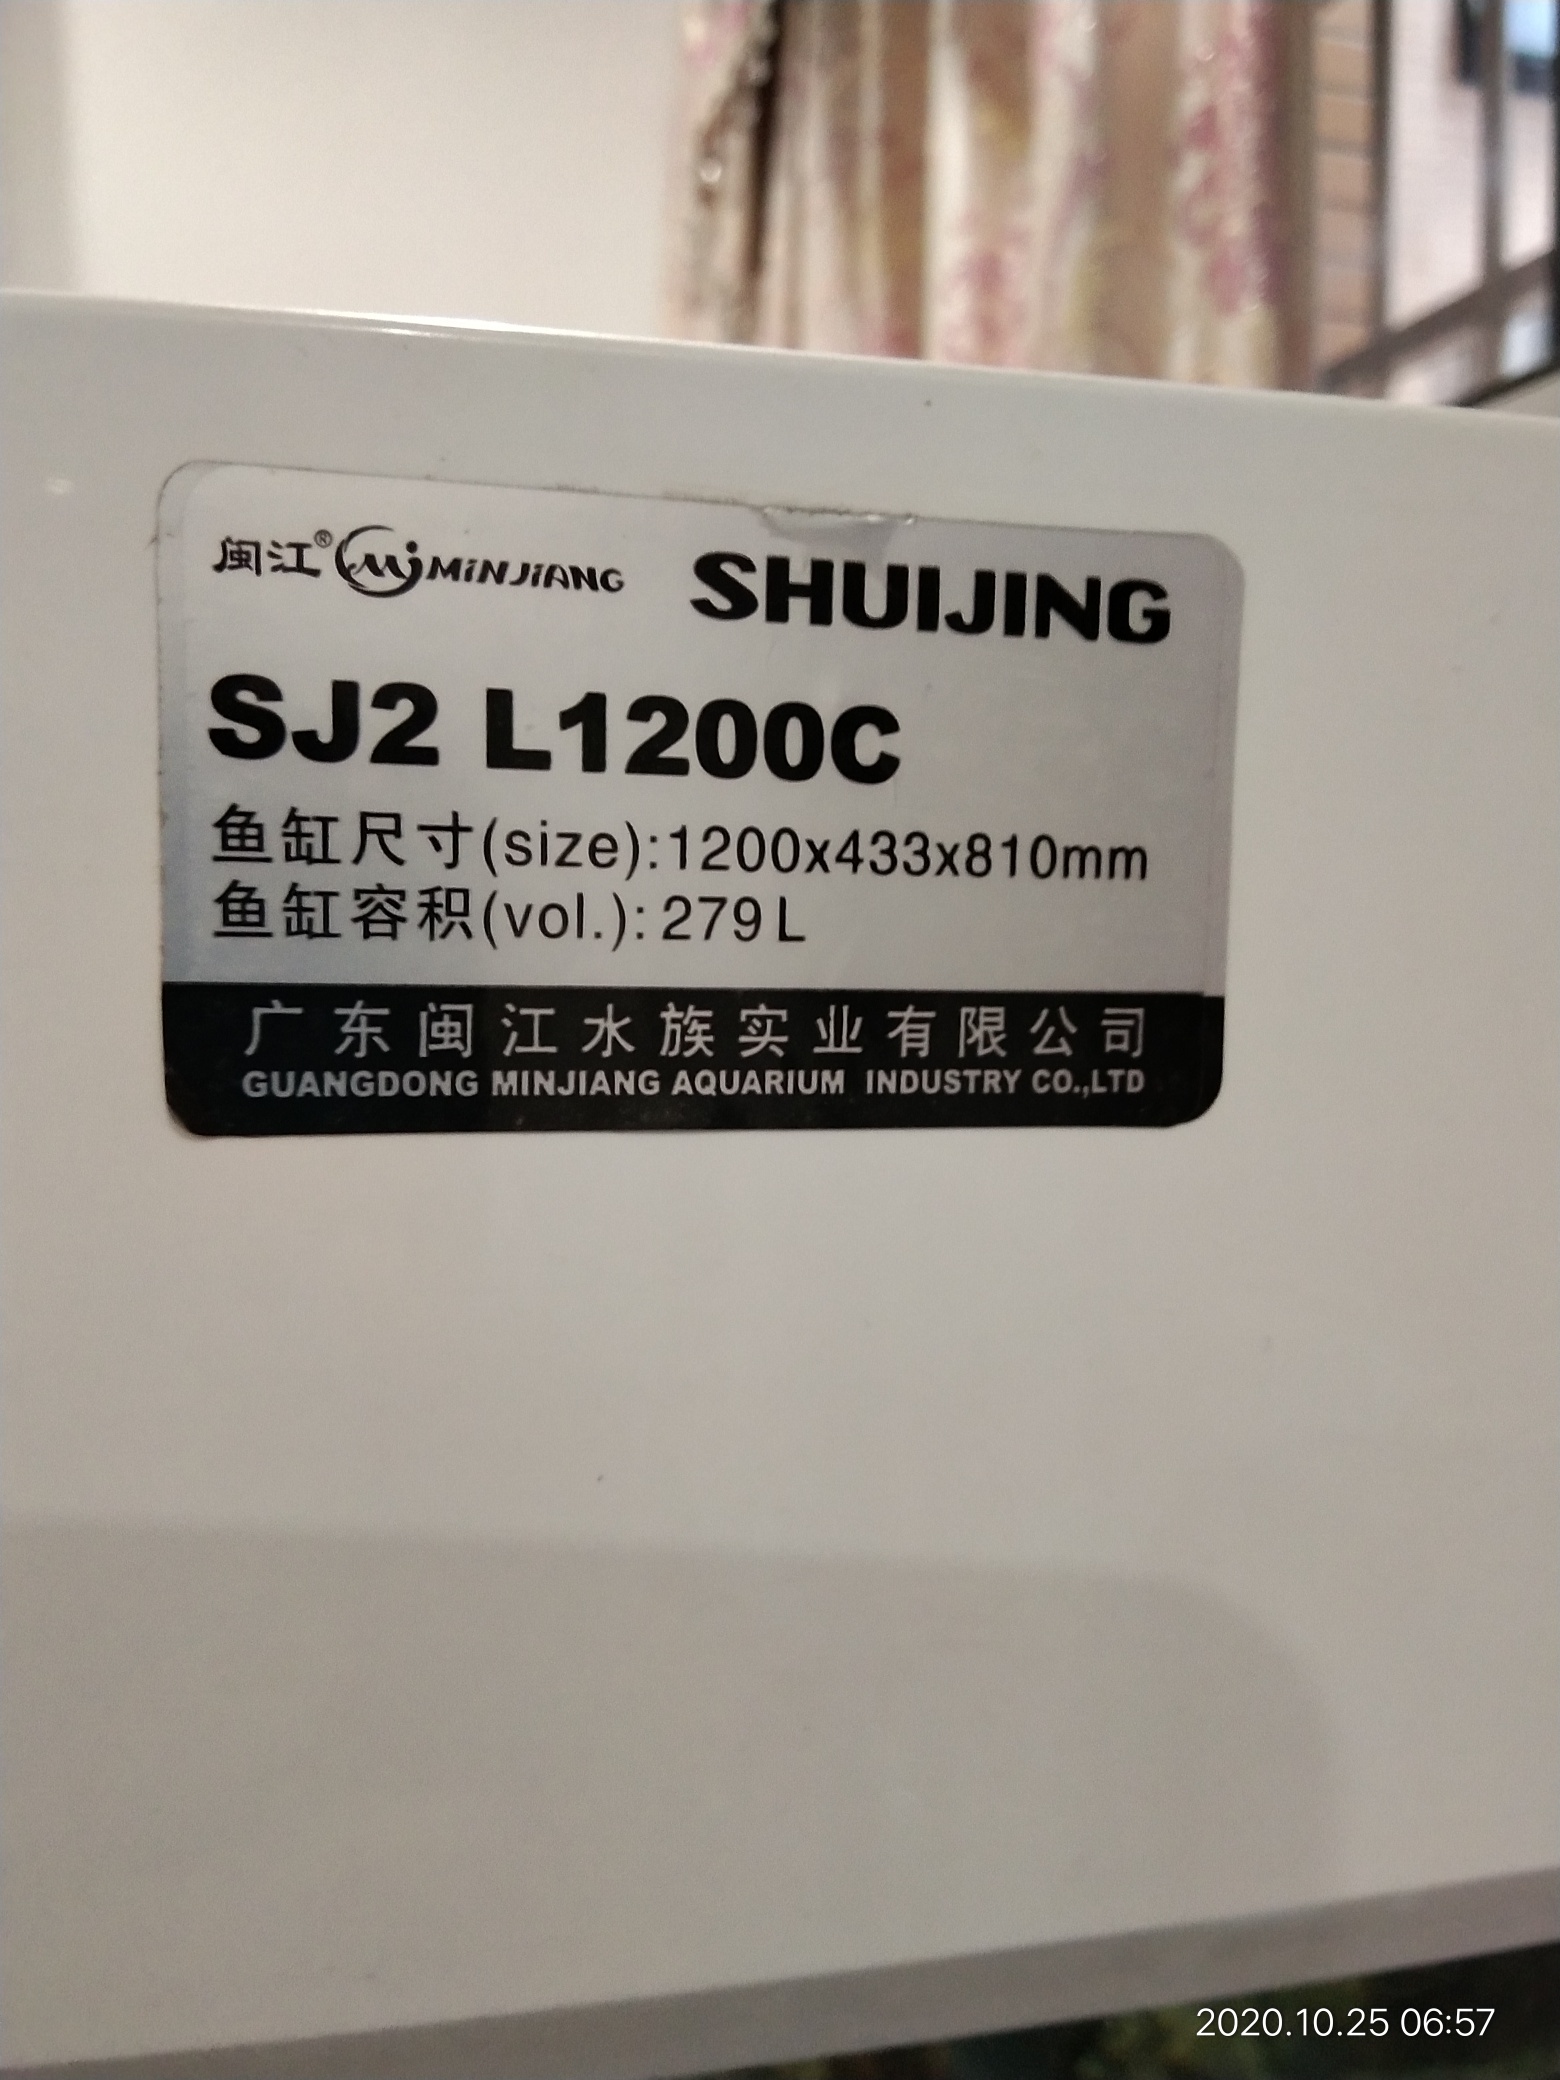 闽江® MINJIANG SHUIJING
SJ2 L1200C
鱼缸尺寸(size):1200x433x810mm
鱼缸容积(vol.): 279 L
广东闽江水族实业有限公司
GUANGDONG MINJIANG AQUARIUM INDUSTRY CO.,LTD
2020.10.25 06:57